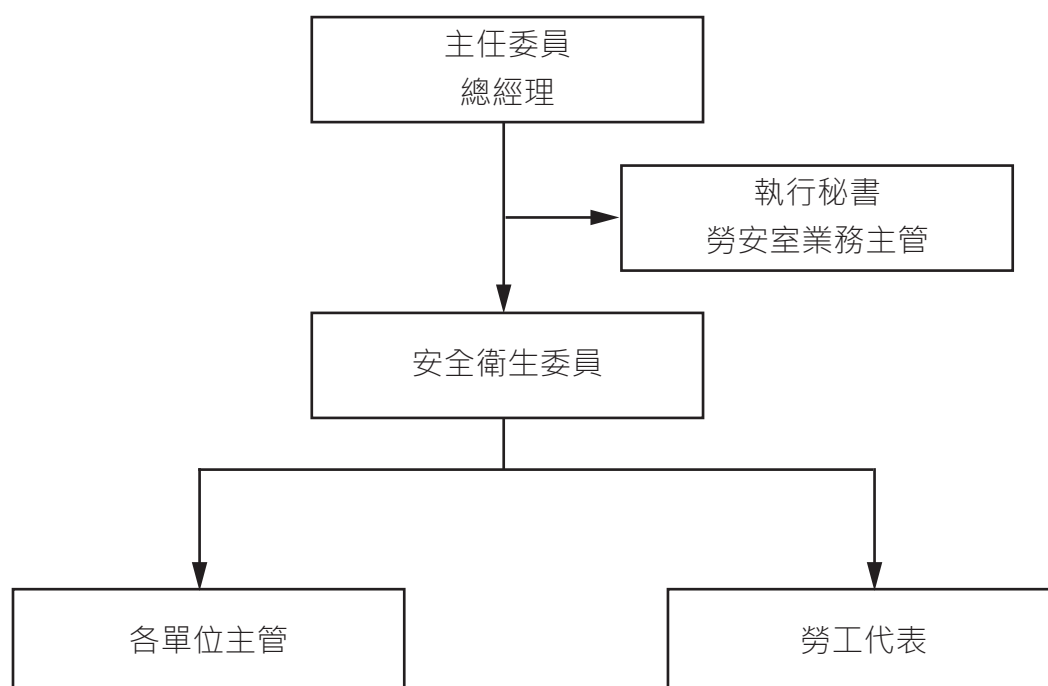 主任委員
總經理
執行秘書
勞安室業務主管
安全衛生委員
各單位主管
勞工代表